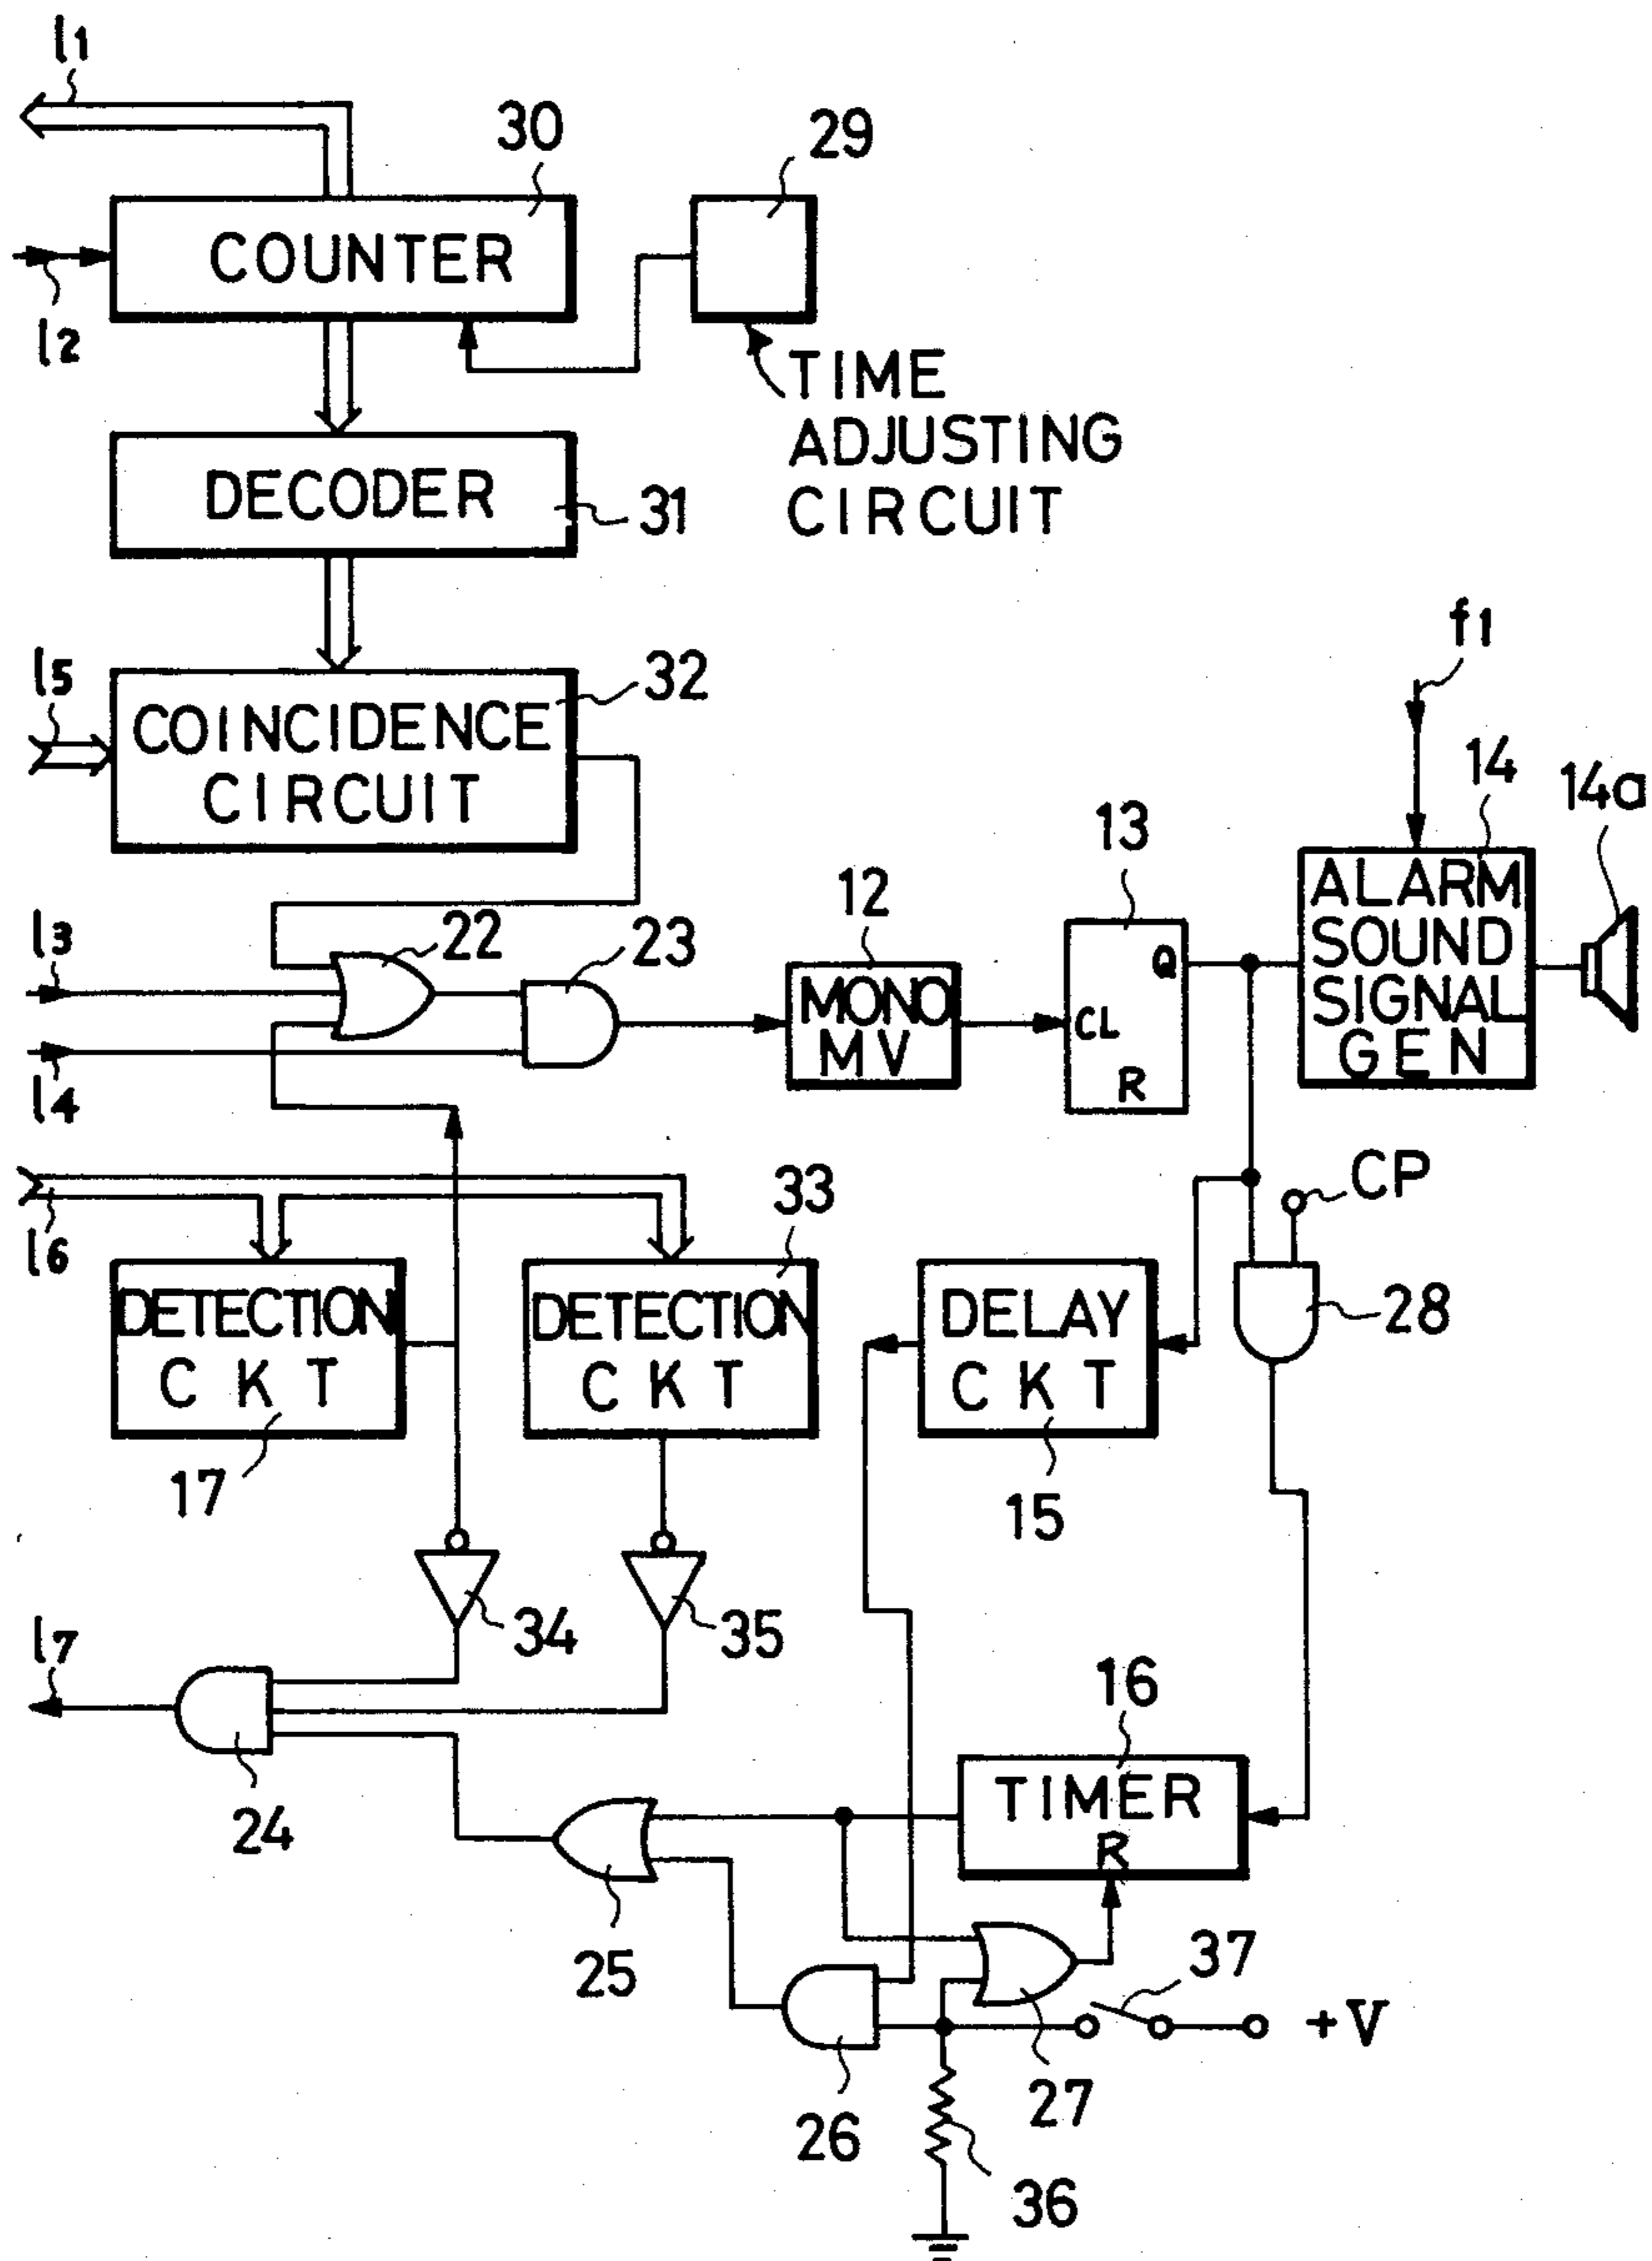 l1
30
29
COUNTER
l2
TIME
ADJUSTING
CIRCUIT
DECODER
31
f1
l5
32
COINCIDENCE
CIRCUIT
14
14a
13
12
ALARM
SOUND
SIGNAL
GEN
l3
22
23
Q
MONO
MV
CL
R
l4
33
CP
l6
DETECTION
CKT
DETECTION
CKT
DELAY
CKT
28
17
15
34
35
l7
16
TIMER
R
24
25
37
+V
26
27
36